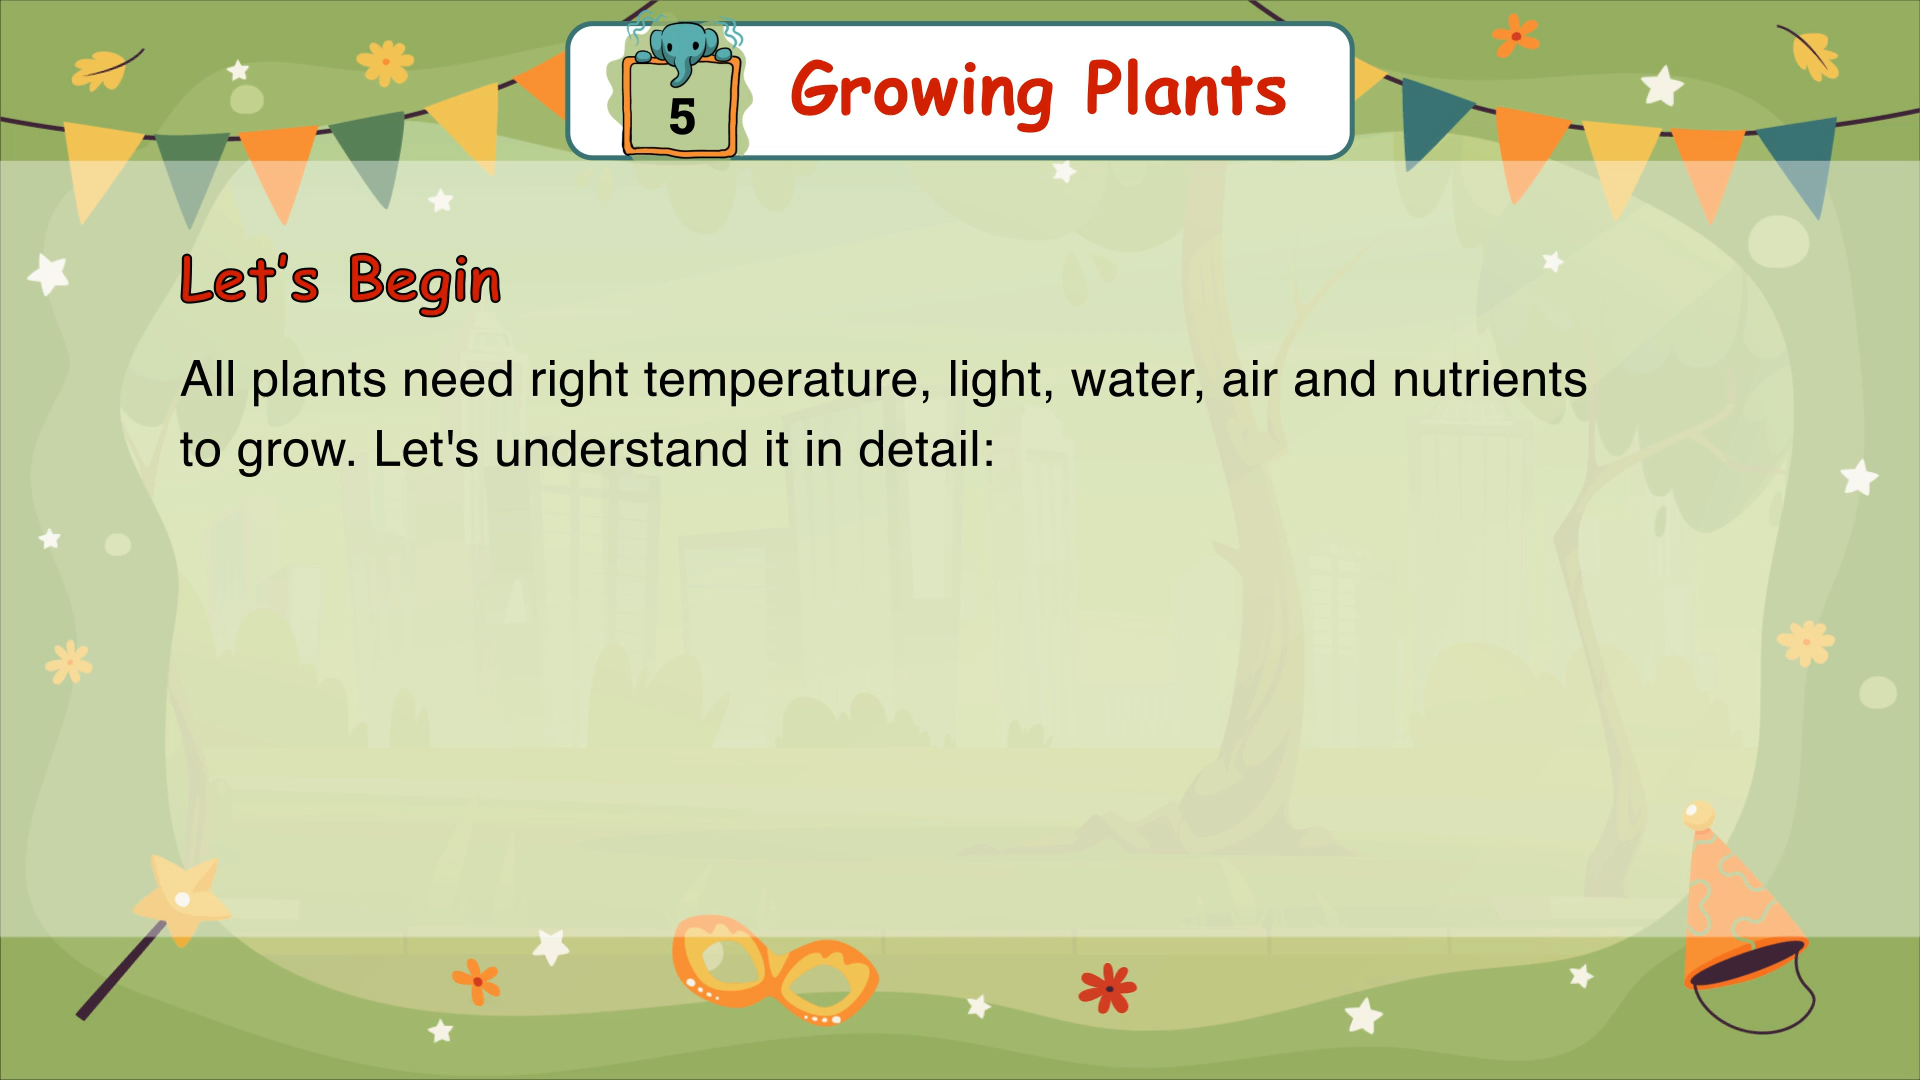 5
Growing Plants
Let's Begin
All plants need right temperature, light, water, air and nutrients
to grow. Let's understand it in detail: